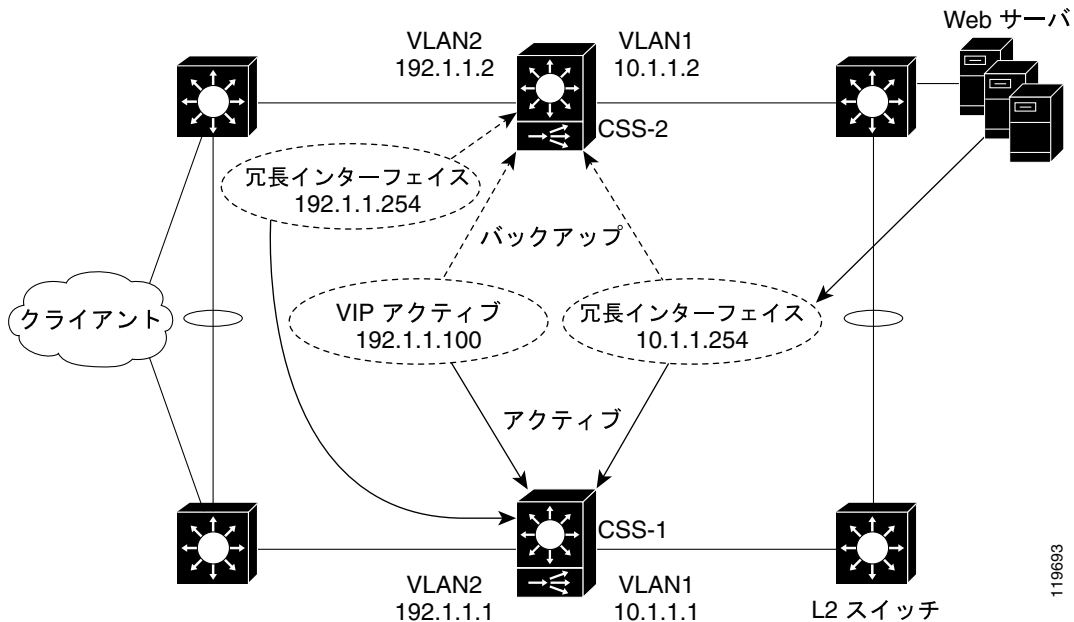 Web サーバ
VLAN2
192.1.1.2
VLAN1
10.1.1.2
CSS-2
冗長インターフェイス
192.1.1.254
バックアップ
クライアント
VIP アクティブ
192.1.1.100
冗長インターフェイス
10.1.1.254
アクティブ
CSS-1
VLAN2
192.1.1.1
VLAN1
10.1.1.1
L2 スイッチ
119693